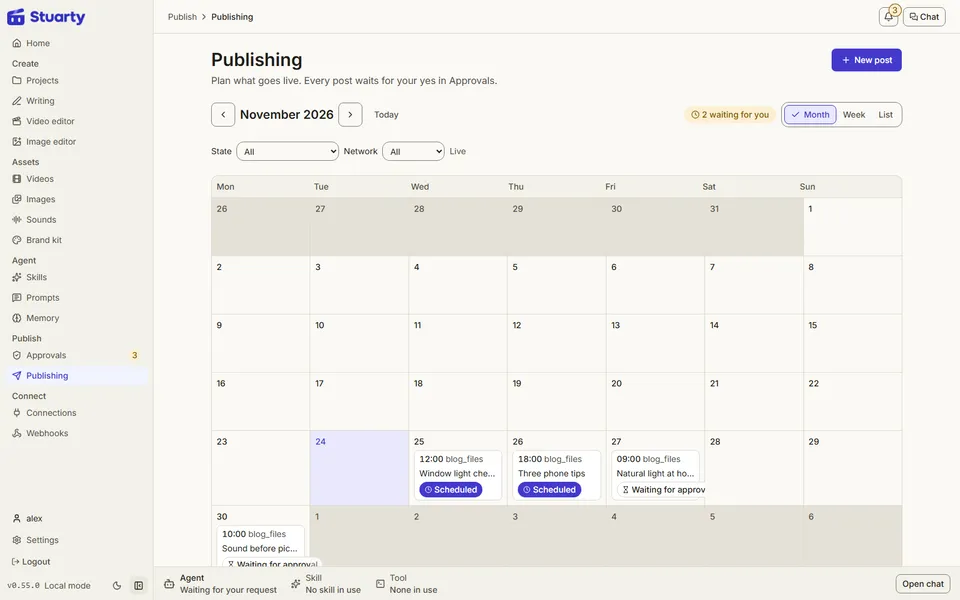 Stuarty
Home
Create
Projects
Writing
Video editor
Image editor
Assets
Videos
Images
Sounds
Brand kit
Agent
Skills
Prompts
Memory
Publish
Approvals 3
Publishing
Connect
Connections
Webhooks
alex
Settings
Logout
v0.55.0 Local mode
Publish > Publishing
3
Chat
Publishing
+ New post
Plan what goes live. Every post waits for your yes in Approvals.
< November 2026 > Today
2 waiting for you
Month Week List
State All Network All Live
Mon Tue Wed Thu Fri Sat Sun
26 27 28 29 30 31 1
2 3 4 5 6 7 8
9 10 11 12 13 14 15
16 17 18 19 20 21 22
23 24 25 26 27 28 29
12:00 blog_files 18:00 blog_files 09:00 blog_files
Window light che... Three phone tips Natural light at ho...
Scheduled Scheduled Waiting for approv
30 1 2 3 4 5 6
10:00 blog_files
Sound before pic...
Waiting for approval
Agent
Waiting for your request
Skill
No skill in use
Tool
None in use
Open chat